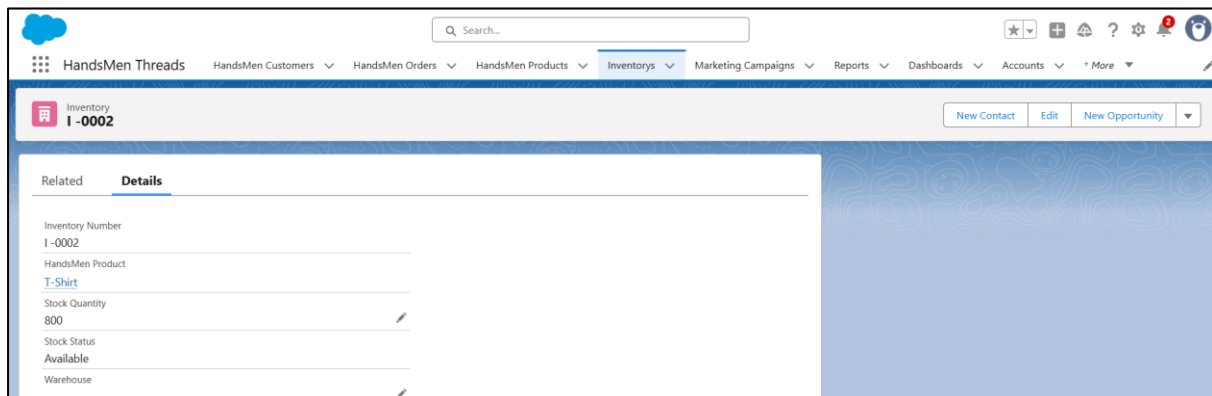 Search...
2
HandsMen Threads HandsMen Customers HandsMen Orders HandsMen Products Inventorys Marketing Campaigns Reports Dashboards Accounts * More
Inventory
I -0002
New Contact Edit New Opportunity
Related Details
Inventory Number
I -0002
HandsMen Product
T-Shirt
Stock Quantity
800
Stock Status
Available
Warehouse